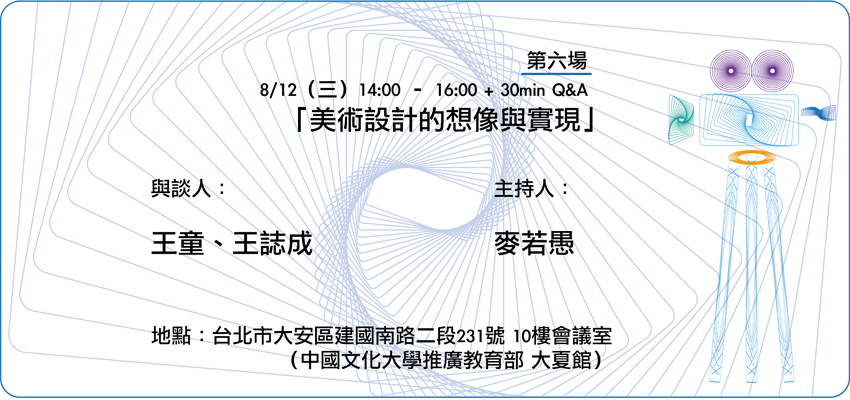 第六場
8/12（三）14:00 - 16:00 + 30min Q&A
「美術設計的想像與實現」
與談人：
王童、王誌成
主持人：
麥若愚
地點：台北市大安區建國南路二段231號 10樓會議室
（中國文化大學推廣教育部 大夏館）